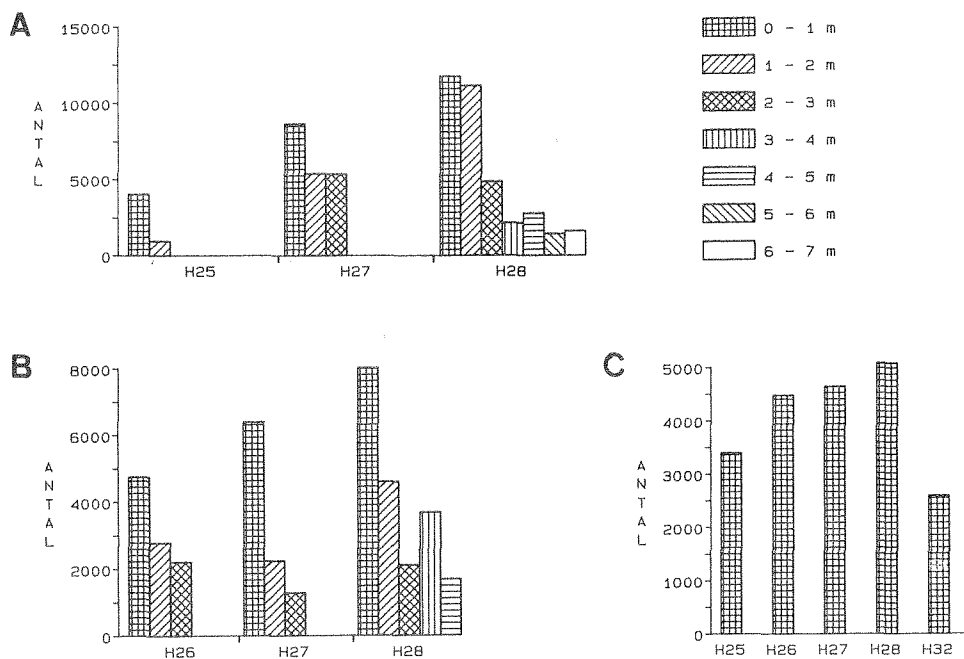 A
15000
10000
5000
0
ANTAL
H25 H27 H28
0 - 1 m
1 - 2 m
2 - 3 m
3 - 4 m
4 - 5 m
5 - 6 m
6 - 7 m
B
8000
6000
4000
2000
0
ANTAL
H26 H27 H28
C
5000
4000
3000
2000
1000
0
ANTAL
H25 H26 H27 H28 H32